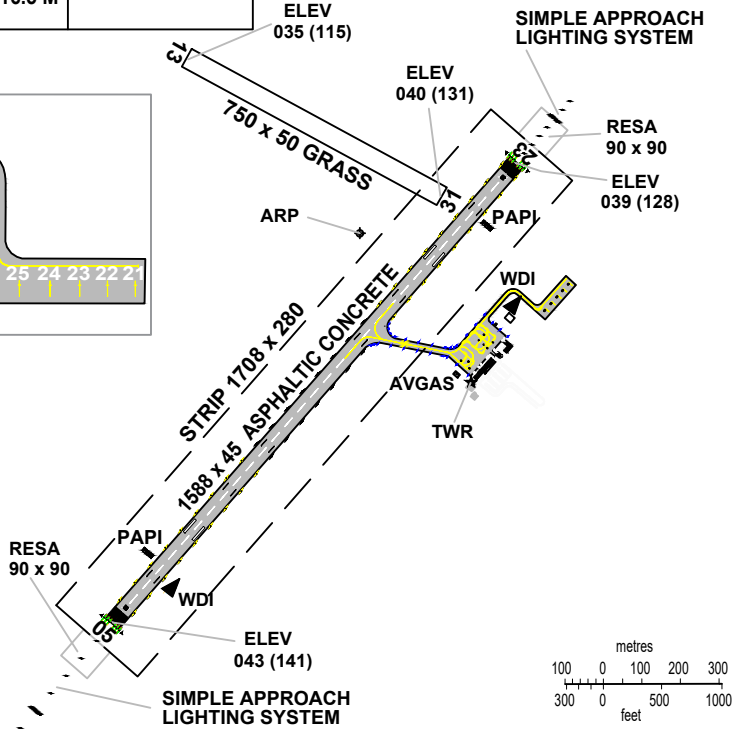 ELEV
035 (115)
SIMPLE APPROACH
LIGHTING SYSTEM
13
ELEV
040 (131)
750 x 50 GRASS
RESA
90 x 90
23
ELEV
039 (128)
31
ARP
PAPI
25 24 23 22 21
WDI
STRIP 1708 x 280
1588 x 45 ASPHALTIC CONCRETE
AVGAS
TWR
PAPI
RESA
90 x 90
WDI
05
ELEV
043 (141)
SIMPLE APPROACH
LIGHTING SYSTEM
metres
100 0 100 200 300
300 0 500 1000
feet